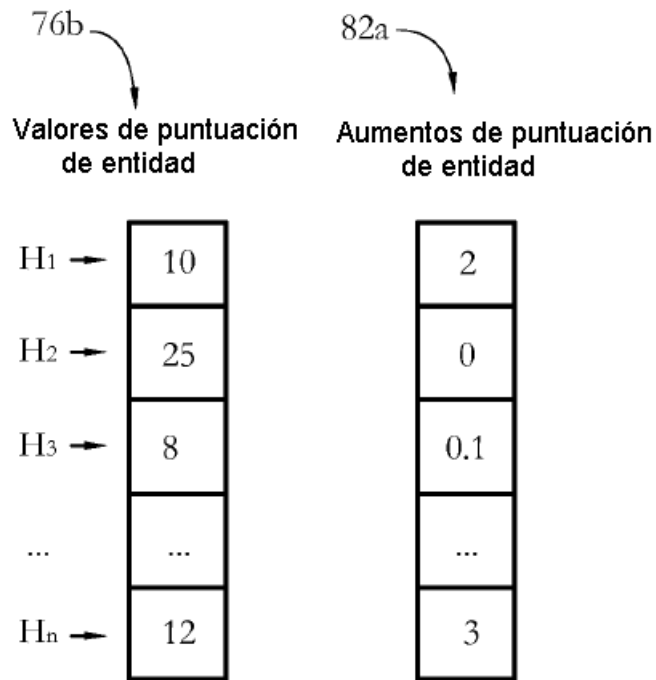 76b
82a
Valores de puntuación
de entidad
Aumentos de puntuación
de entidad
H1 10 2
H2 25 0
H3 8 0.1
... ... ...
Hn 12 3